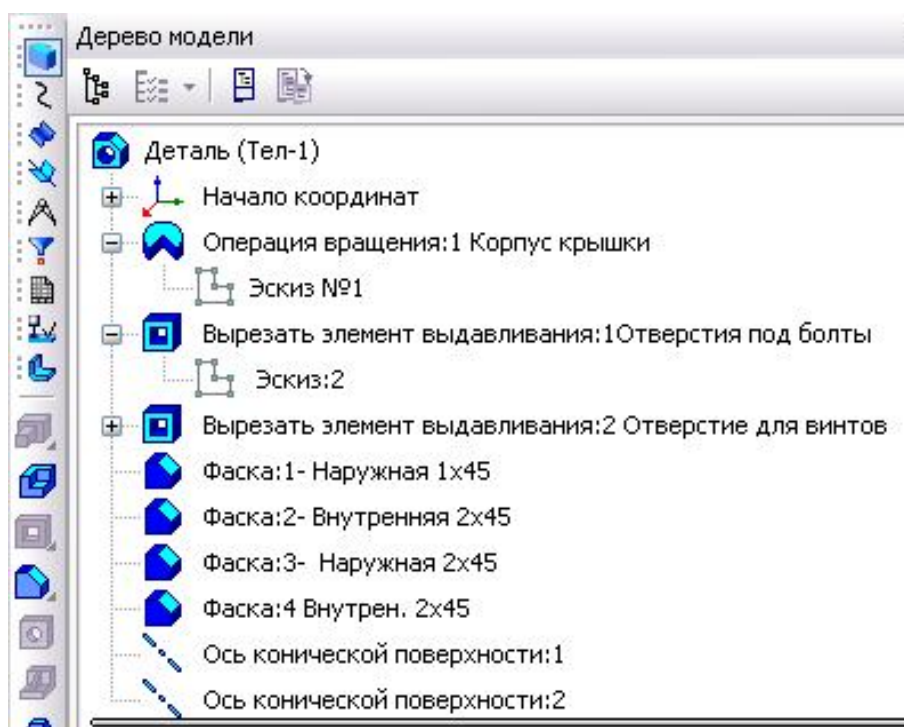 Дерево модели
Деталь (Тел-1)
Начало координат
Операция вращения:1 Корпус крышки
Эскиз №1
Вырезать элемент выдавливания:1Отверстия под болты
Эскиз:2
Вырезать элемент выдавливания:2 Отверстие для винтов
Фаска:1- Наружная 1х45
Фаска:2- Внутренняя 2х45
Фаска:3- Наружная 2х45
Фаска:4 Внутрен. 2х45
Ось конической поверхности:1
Ось конической поверхности:2